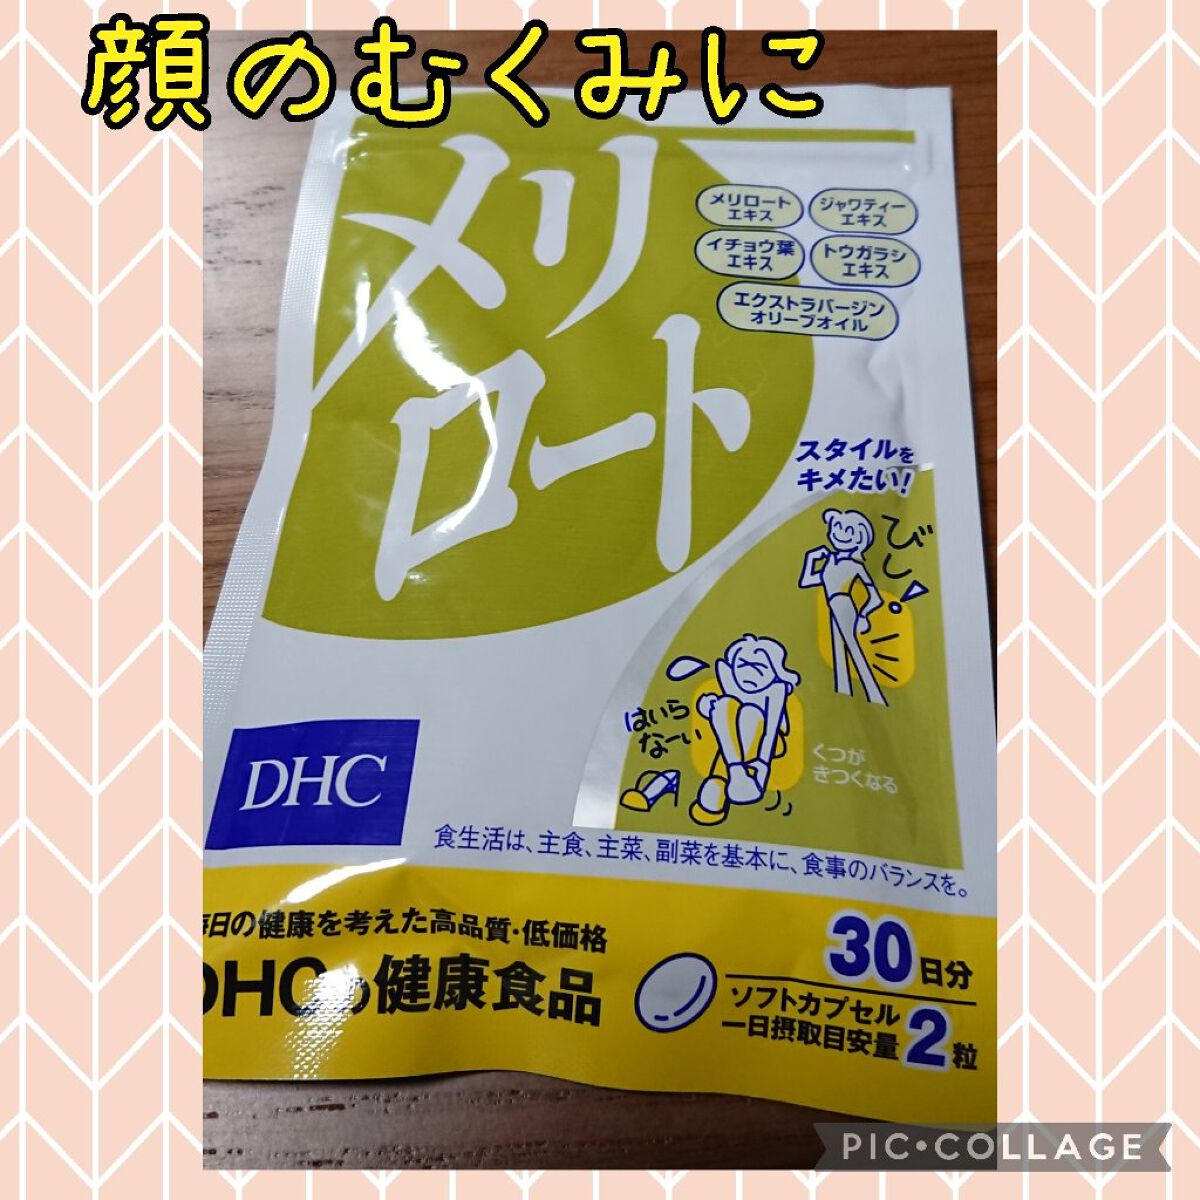 顔のむくみに
メリ
ロート
メリロート
エキス
ジャワティー
エキス
イチョウ葉
エキス
トウガラシ
エキス
エクストラバージン
オリーブオイル
スタイルを
キメたい!
びしっ!
はいら
なーい
くつが
きつくなる
DHC
食生活は、主食、主菜、副菜を基本に、食事のバランスを。
毎日の健康を考えた高品質・低価格
DHCの健康食品
30日分
ソフトカプセル
一日摂取目安量 2粒
PIC•COLLAGE